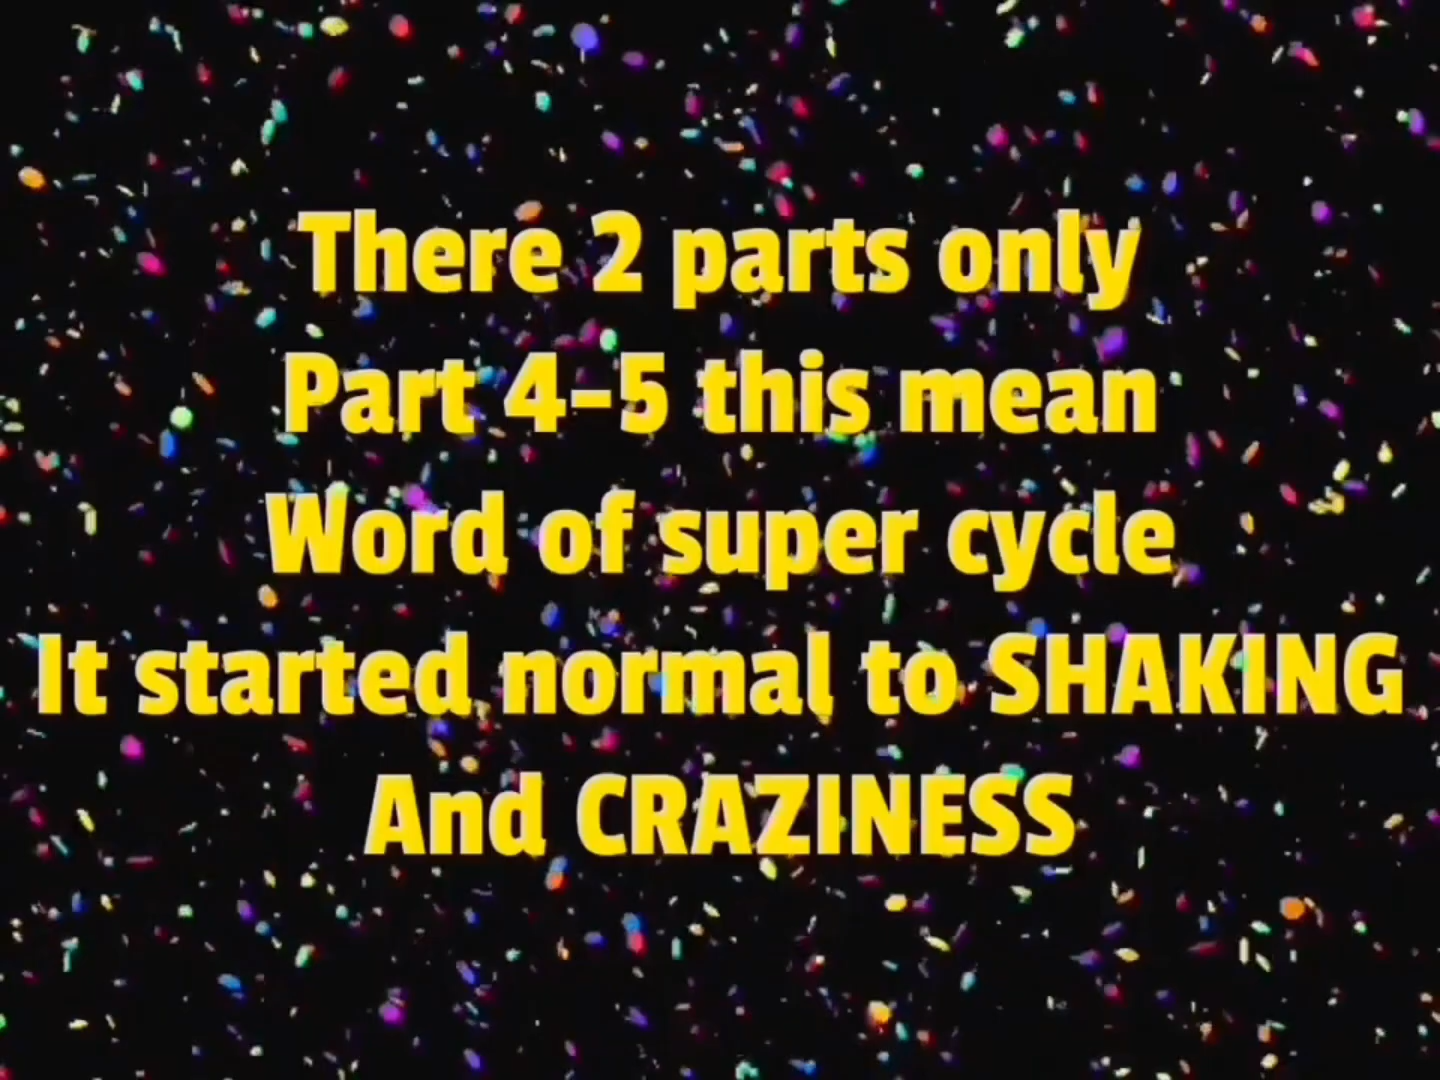 There 2 parts only
Part 4-5 this mean
Word of super cycle
It started normal to SHAKING
And CRAZINESS